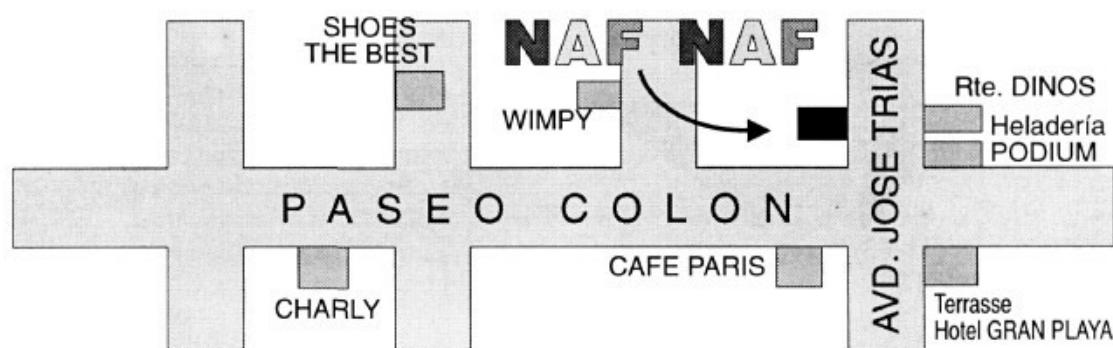 SHOES
THE BEST
NAF NAF
WIMPY
Rte. DINOS
Heladería
PODIUM
PASEO COLON
AVD. JOSE TRIAS
CHARLY
CAFE PARIS
Terrasse
Hotel GRAN PLAYA